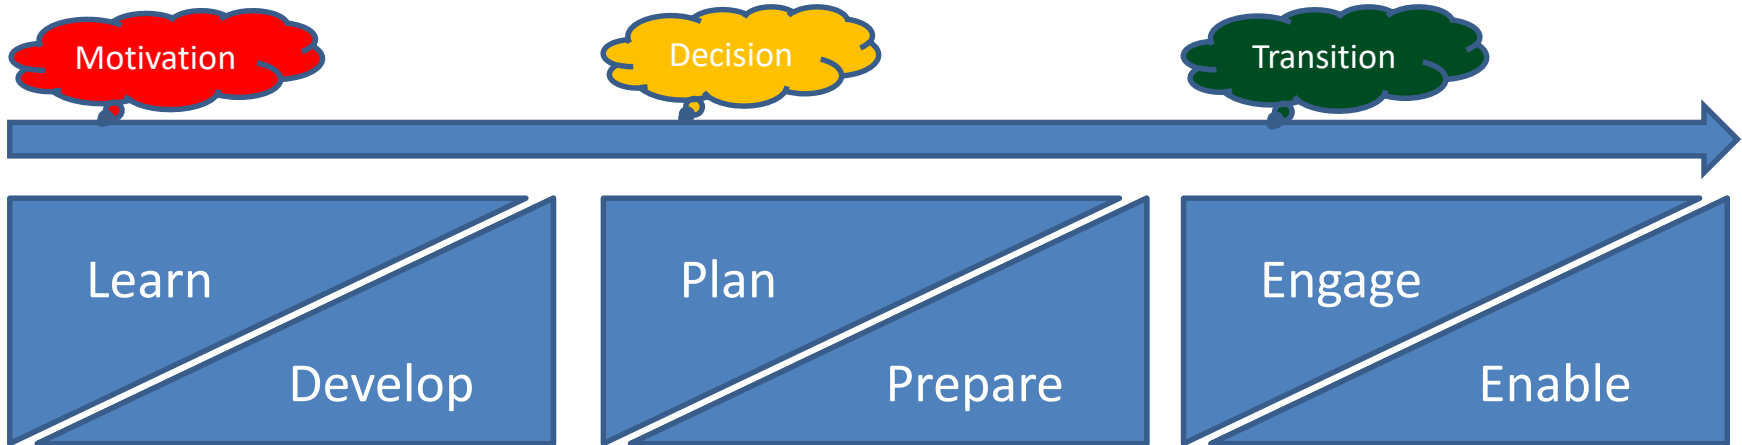 Motivation
Decision
Transition
Learn
Develop
Plan
Prepare
Engage
Enable